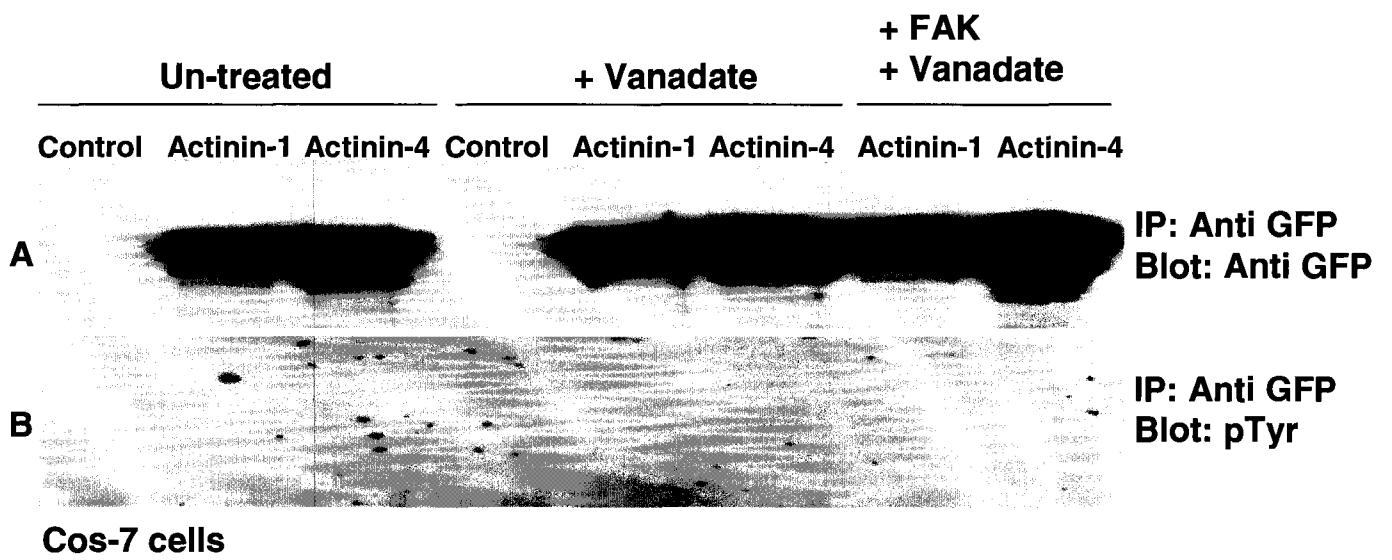 + FAK
Un-treated + Vanadate + Vanadate
Control Actinin-1 Actinin-4 Control Actinin-1 Actinin-4 Actinin-1 Actinin-4
A
IP: Anti GFP
Blot: Anti GFP
B
IP: Anti GFP
Blot: pTyr
Cos-7 cells